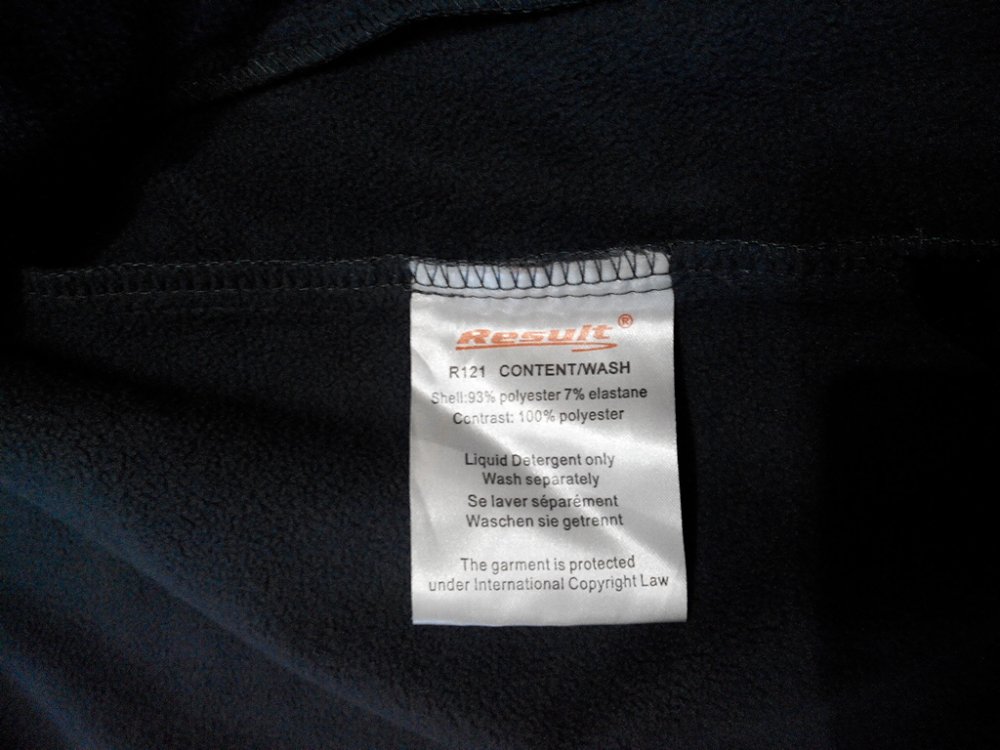 Result®
R121 CONTENT/WASH
Shell:93% polyester 7% elastane
Contrast: 100% polyester
Liquid Detergent only
Wash separately
Se laver séparément
Waschen sie getrennt
The garment is protected
under International Copyright Law